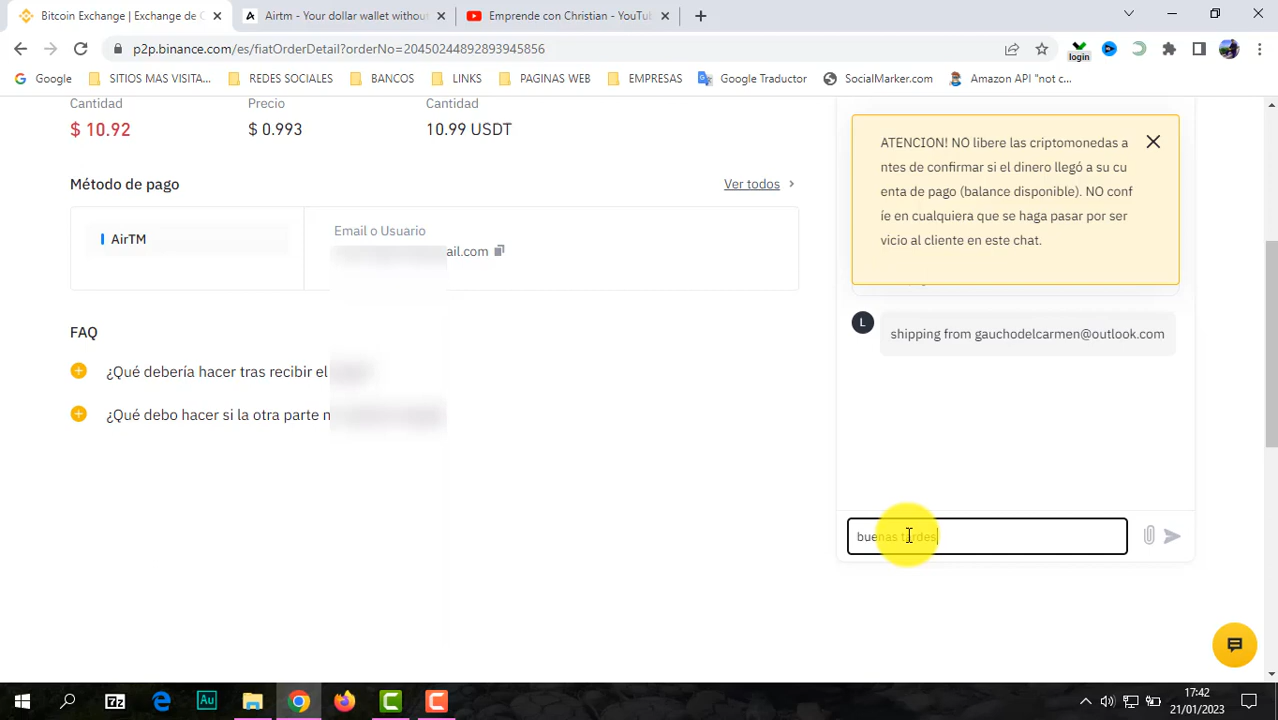 Bitcoin Exchange | Exchange de C
Airtm - Your dollar wallet without
Emprende con Christian - YouTu
p2p.binance.com/es/fiatOrderDetail?orderNo=20450244892893945856
login
Google
SITIOS MAS VISITA...
REDES SOCIALES
BANCOS
LINKS
PAGINAS WEB
EMPRESAS
Google Traductor
SocialMarker.com
Amazon API "not c...
Cantidad
Precio
Cantidad
$ 10.92
$ 0.993
10.99 USDT
Método de pago
Ver todos
AirTM
Email o Usuario
ail.com
FAQ
¿Qué debería hacer tras recibir el
¿Qué debo hacer si la otra parte n
ATENCION! NO libere las criptomonedas a
ntes de confirmar si el dinero llegó a su cu
enta de pago (balance disponible). NO conf
íe en cualquiera que se haga pasar por ser
vicio al cliente en este chat.
L
shipping from gauchodelcarmen@outlook.com
buenas tardes
7z
Au
17:42
21/01/2023